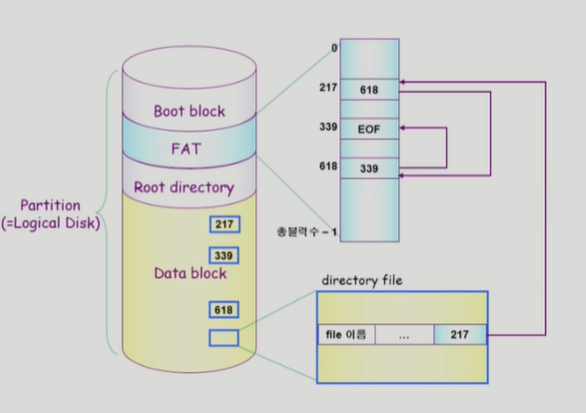 Boot block
FAT
Root directory
Partition
(=Logical Disk)
217
339
Data block
618
0
217
618
339
EOF
618
339
총블럭수 – 1
directory file
file 이름
...
217